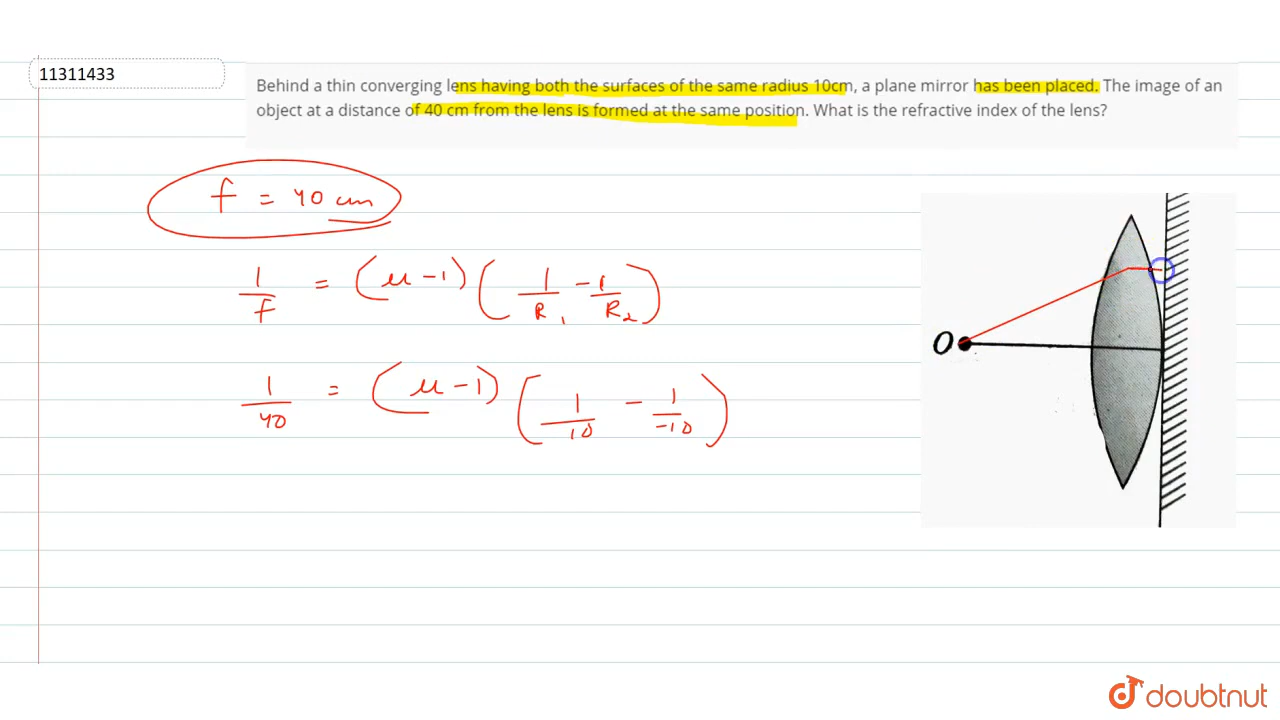 11311433
Behind a thin converging lens having both the surfaces of the same radius 10cm, a plane mirror has been placed. The image of an
object at a distance of 40 cm from the lens is formed at the same position. What is the refractive index of the lens?
f = 40 cm
1/f = (μ-1) (1/R₁ - 1/R₂)
1/40 = (μ-1) (1/10 - 1/-10)
O
doubtnut